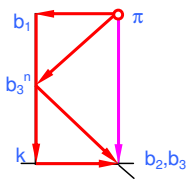 b₁ π
b₃ⁿ
k b₂,b₃